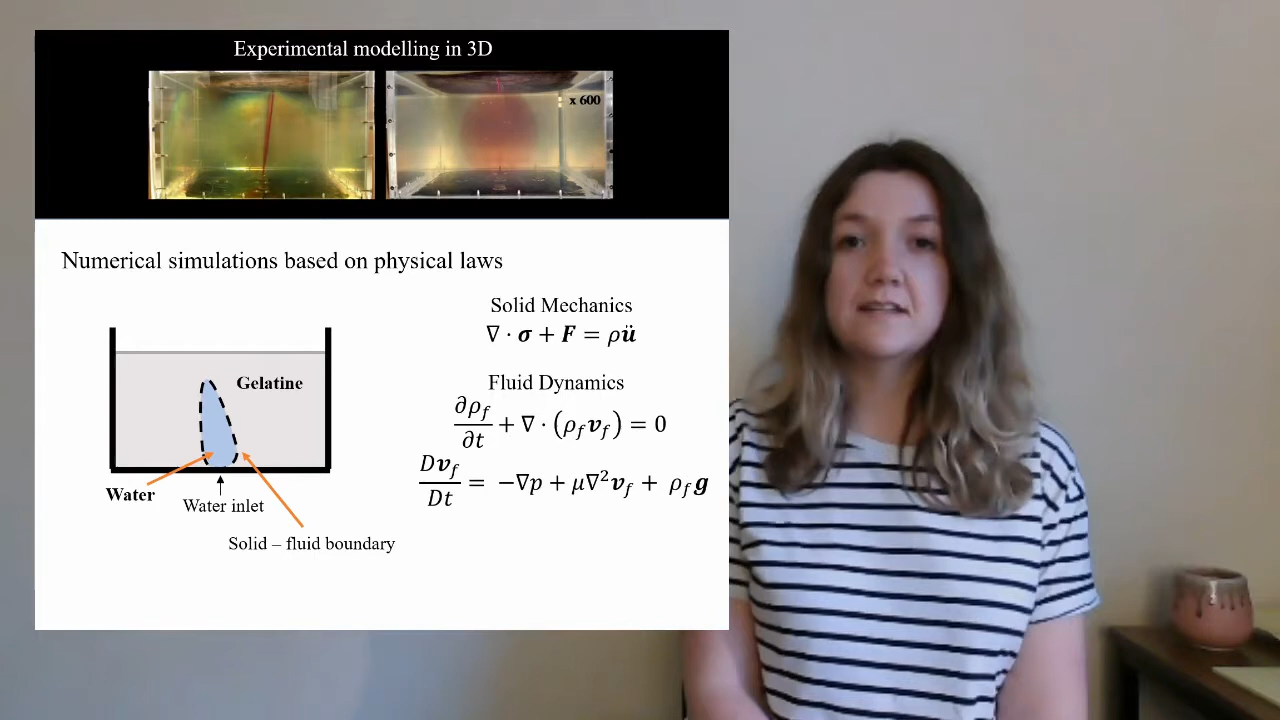 Experimental modelling in 3D
x 600
Numerical simulations based on physical laws
Solid Mechanics
∇ · σ + F = ρü
Gelatine
Fluid Dynamics
∂ρ_f/∂t + ∇ · (ρ_f v_f) = 0
Dv_f/Dt = −∇p + μ∇²v_f + ρ_f g
Water
Water inlet
Solid – fluid boundary